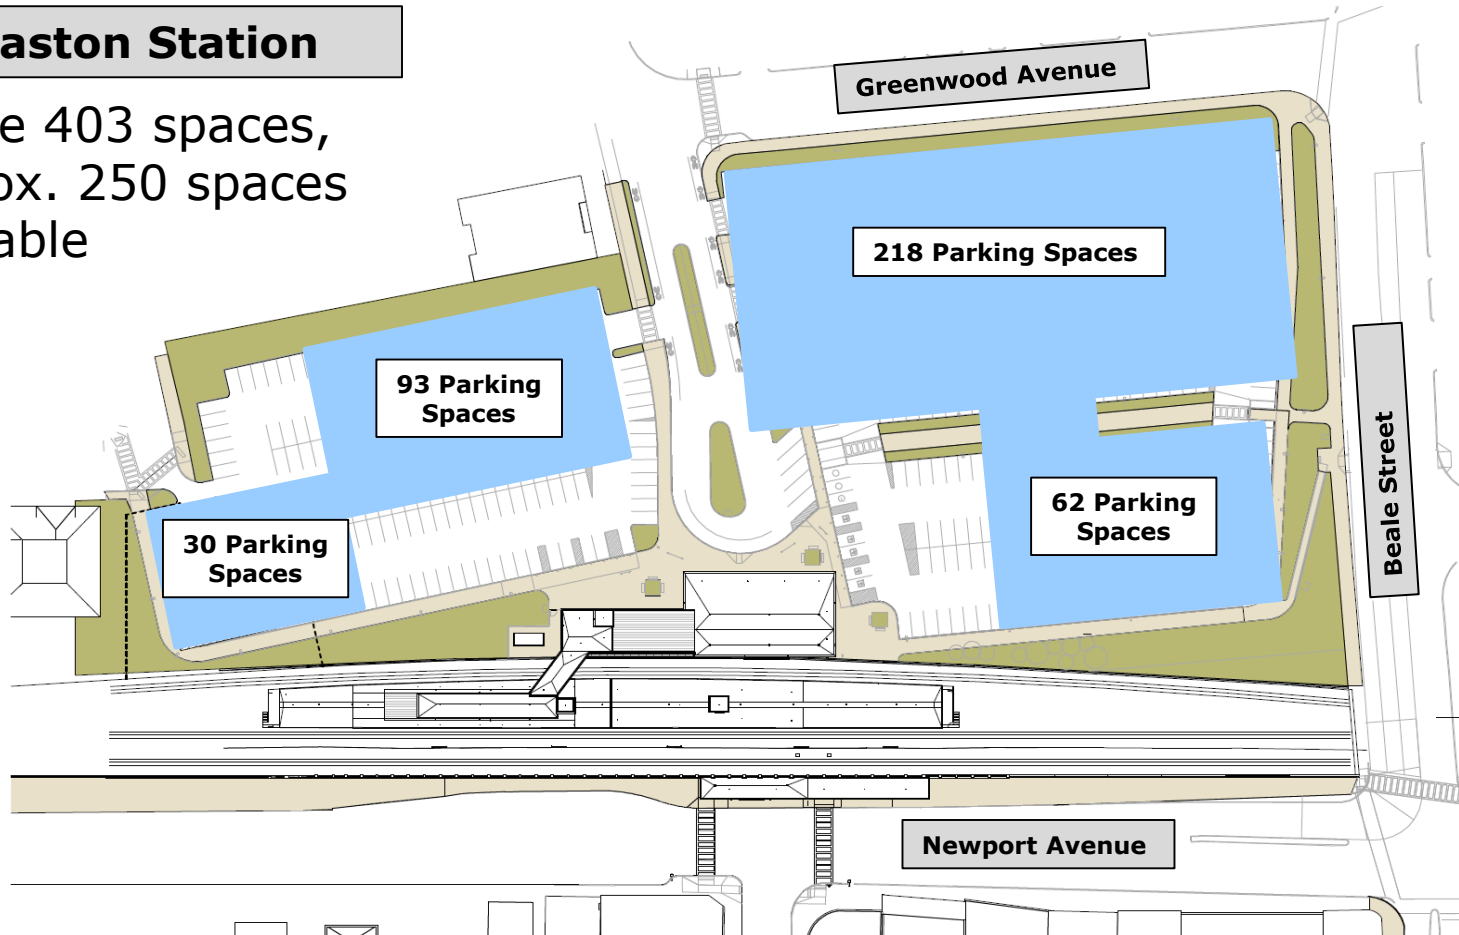 aston Station
e 403 spaces,
ox. 250 spaces
able
Greenwood Avenue
218 Parking Spaces
93 Parking
Spaces
62 Parking
Spaces
30 Parking
Spaces
Beale Street
Newport Avenue